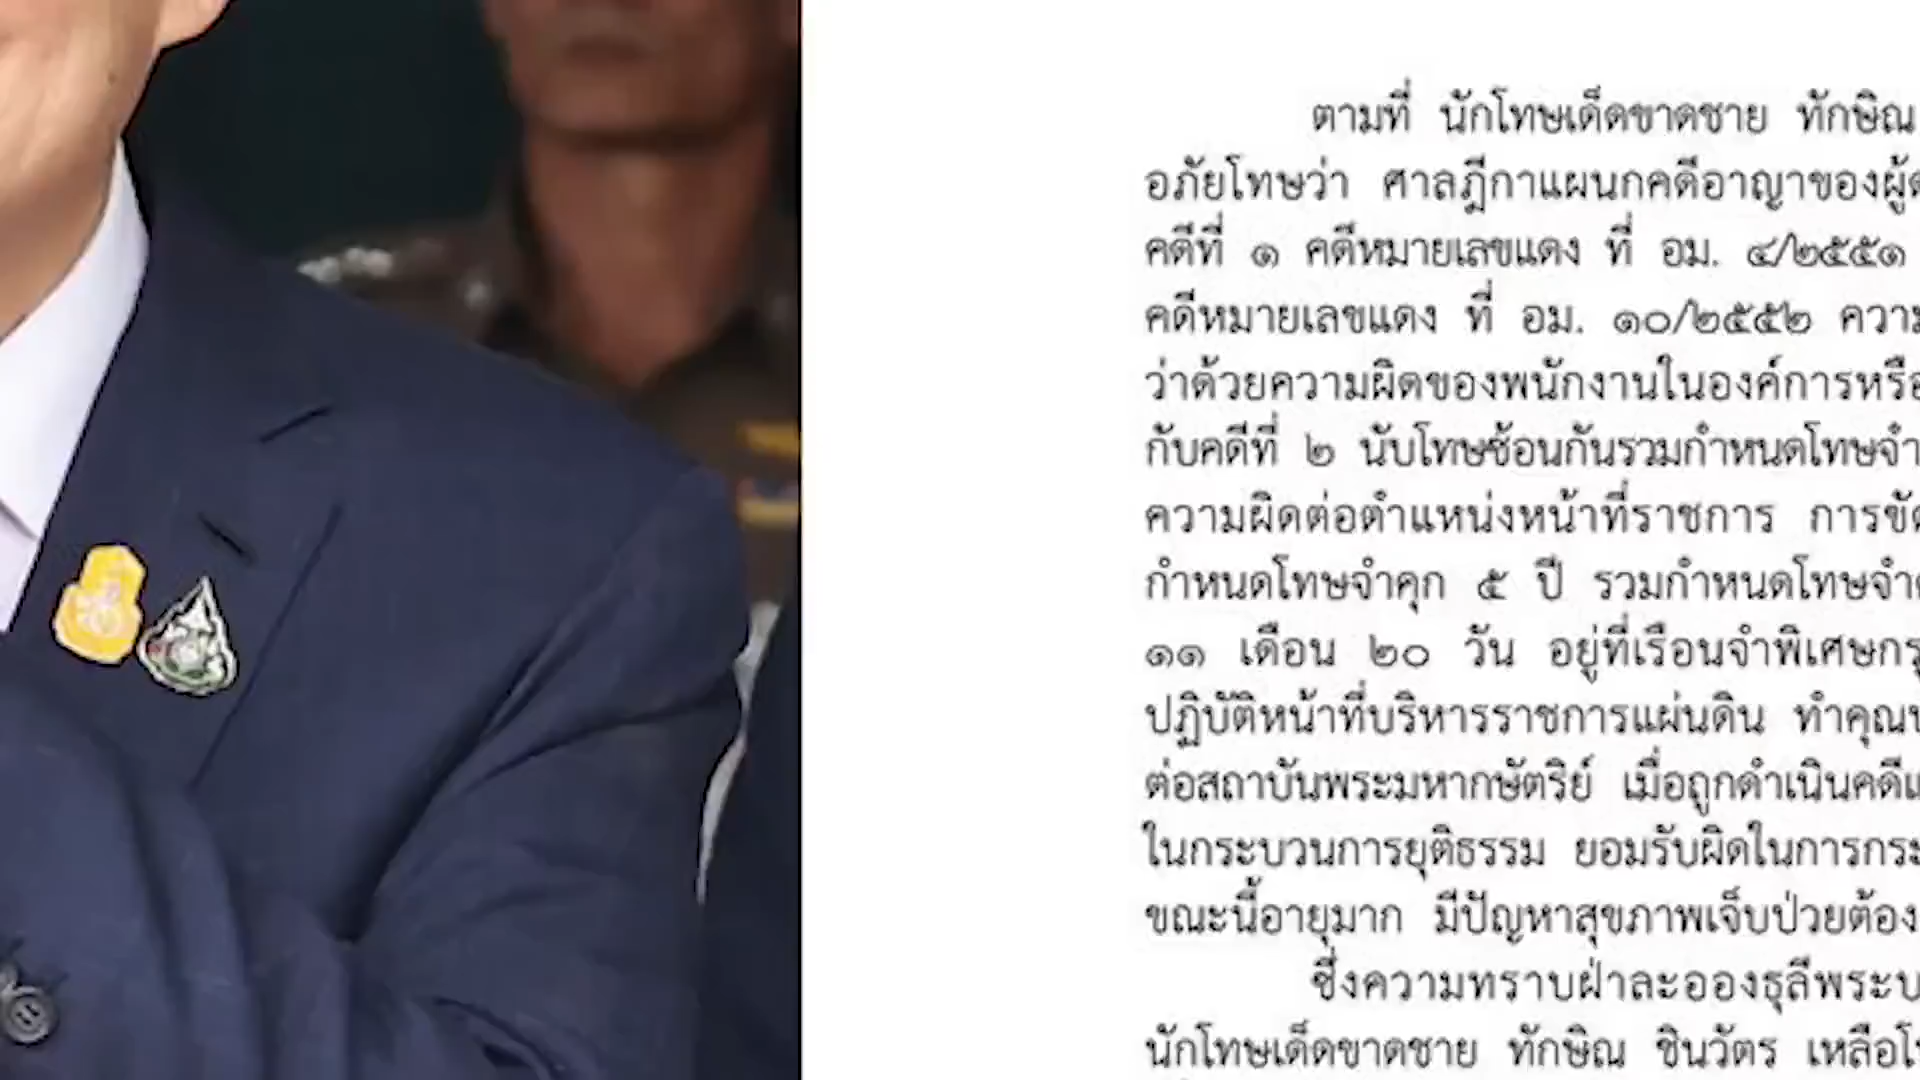 ตามที่ นักโทษเด็ดขาดชาย ทักษิณ
อภัยโทษว่า ศาลฎีกาแผนกคดีอาญาของผู้
คดีที่ ๑ คดีหมายเลขแดง ที่ อม. ๔/๒๕๕๑
คดีหมายเลขแดง ที่ อม. ๑๐/๒๕๕๒ ความ
ว่าด้วยความผิดของพนักงานในองค์การหรือ
กับคดีที่ ๒ นับโทษซ้อนกันรวมกำหนดโทษจำ
ความผิดต่อตำแหน่งหน้าที่ราชการ การขัด
กำหนดโทษจำคุก ๕ ปี รวมกำหนดโทษจำค
๑๑ เดือน ๒๐ วัน อยู่ที่เรือนจำพิเศษกรุ
ปฏิบัติหน้าที่บริหารราชการแผ่นดิน ทำคุณ
ต่อสถาบันพระมหากษัตริย์ เมื่อถูกดำเนินคดีแ
ในกระบวนการยุติธรรม ยอมรับผิดในการกระ
ขณะนี้อายุมาก มีปัญหาสุขภาพเจ็บป่วยต้อง
ซึ่งความทราบฝ่าละอองธุลีพระบ
นักโทษเด็ดขาดชาย ทักษิณ ชินวัตร เหลือโท